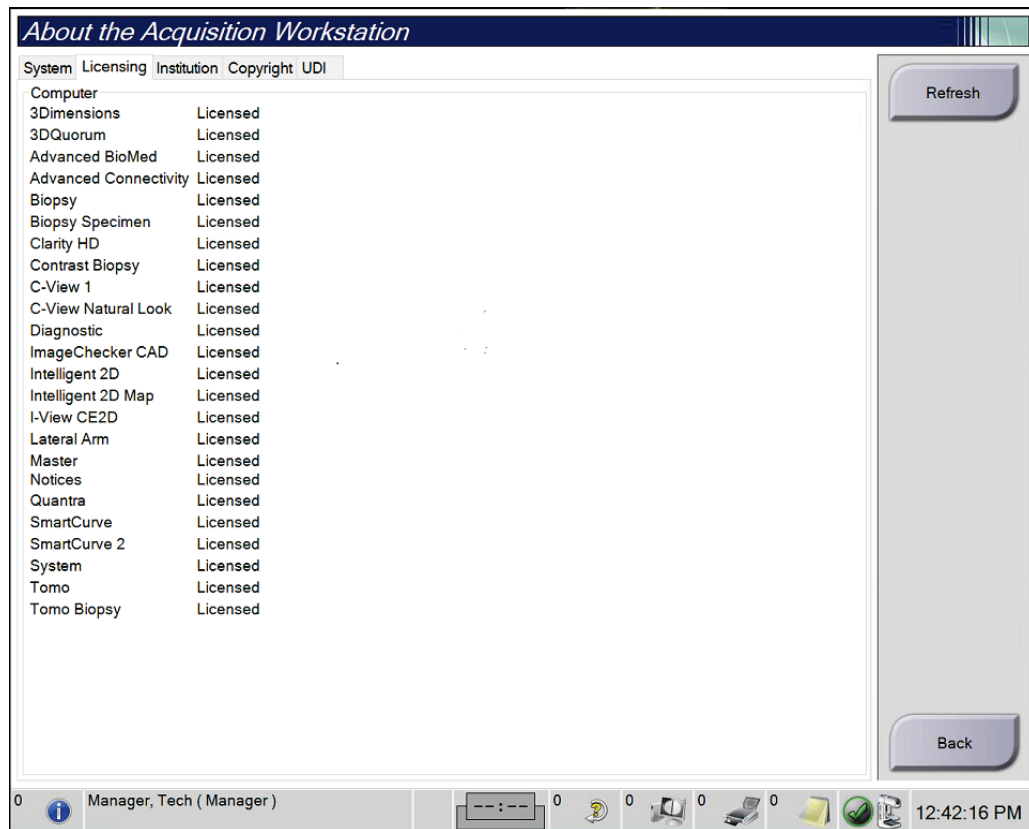 About the Acquisition Workstation
System Licensing Institution Copyright UDI
Refresh
Computer
3Dimensions Licensed
3DQuorum Licensed
Advanced BioMed Licensed
Advanced Connectivity Licensed
Biopsy Licensed
Biopsy Specimen Licensed
Clarity HD Licensed
Contrast Biopsy Licensed
C-View 1 Licensed
C-View Natural Look Licensed
Diagnostic Licensed
ImageChecker CAD Licensed
Intelligent 2D Licensed
Intelligent 2D Map Licensed
I-View CE2D Licensed
Lateral Arm Licensed
Master Licensed
Notices Licensed
Quantra Licensed
SmartCurve Licensed
SmartCurve 2 Licensed
System Licensed
Tomo Licensed
Tomo Biopsy Licensed
Back
0 Manager, Tech ( Manager ) --:-- 0 0 0 0 12:42:16 PM